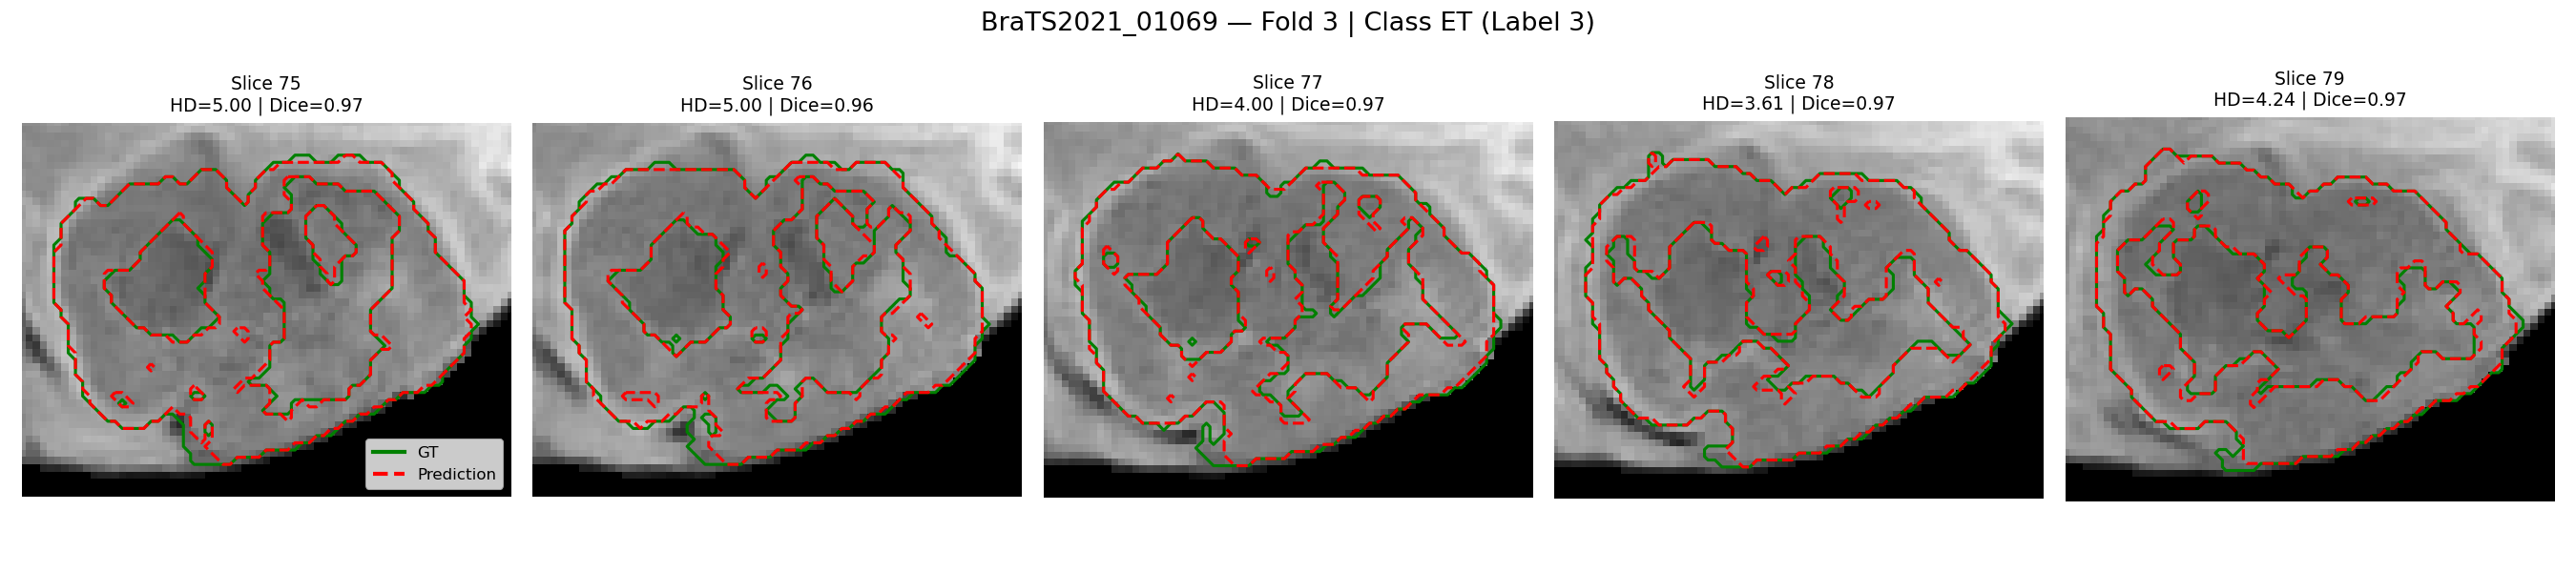 BraTS2021_01069 — Fold 3 | Class ET (Label 3)
Slice 75
HD=5.00 | Dice=0.97
Slice 76
HD=5.00 | Dice=0.96
Slice 77
HD=4.00 | Dice=0.97
Slice 78
HD=3.61 | Dice=0.97
Slice 79
HD=4.24 | Dice=0.97
GT
Prediction